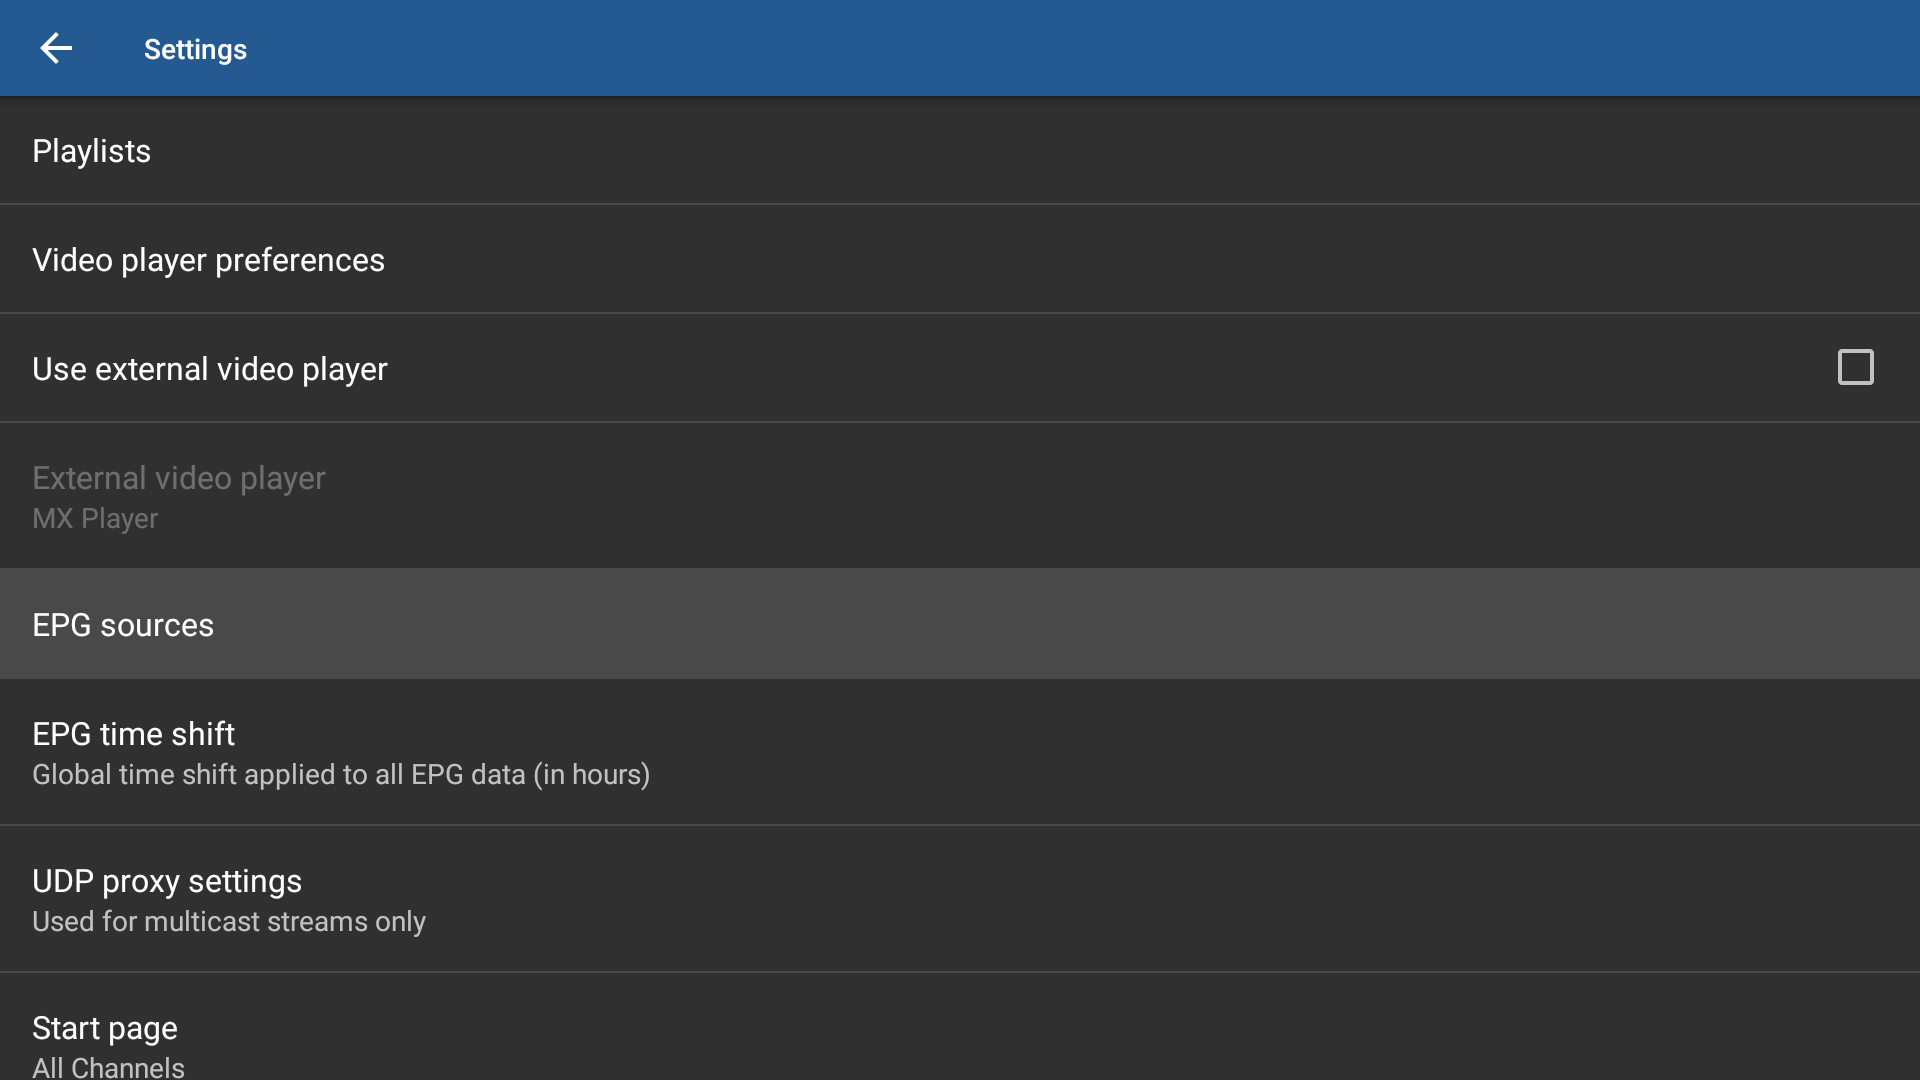 Settings
Playlists
Video player preferences
Use external video player
External video player
MX Player
EPG sources
EPG time shift
Global time shift applied to all EPG data (in hours)
UDP proxy settings
Used for multicast streams only
Start page
All Channels